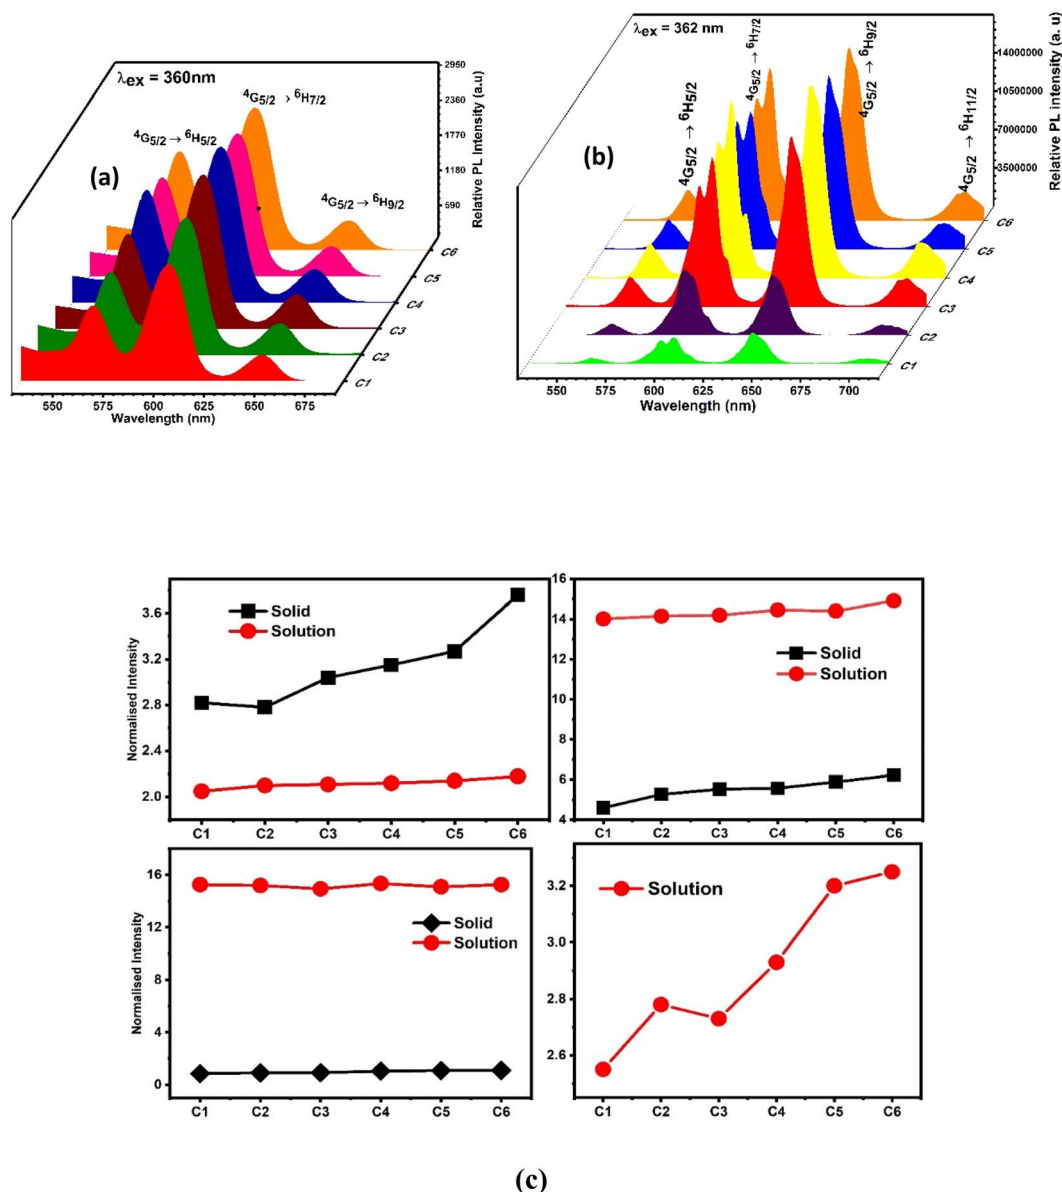 λex = 360nm
(a)
4G5/2 → 6H5/2
4G5/2 → 6H7/2
4G5/2 → 6H9/2
2950
2360
1770
1180
590
Relative PL Intensity (a.u)
C6
C5
C4
C3
C2
C1
550 575 600 625 650 675
Wavelength (nm)
λex = 362 nm
(b)
4G5/2 → 6H5/2
4G5/2 → 6H7/2
4G5/2 → 6H9/2
4G5/2 → 6H11/2
14000000
10500000
7000000
3500000
Relative PL intensity (a. u)
C6
C5
C4
C3
C2
C1
550 575 600 625 650 675 700
Wavelength (nm)
Normalised Intensity
3.6
3.2
2.8
2.4
2.0
Solid
Solution
C1 C2 C3 C4 C5 C6
16
14
12
10
8
6
4
Solid
Solution
C1 C2 C3 C4 C5 C6
Normalised Intensity
16
12
8
4
0
Solid
Solution
C1 C2 C3 C4 C5 C6
3.2
3.0
2.8
2.6
Solution
C1 C2 C3 C4 C5 C6
(c)